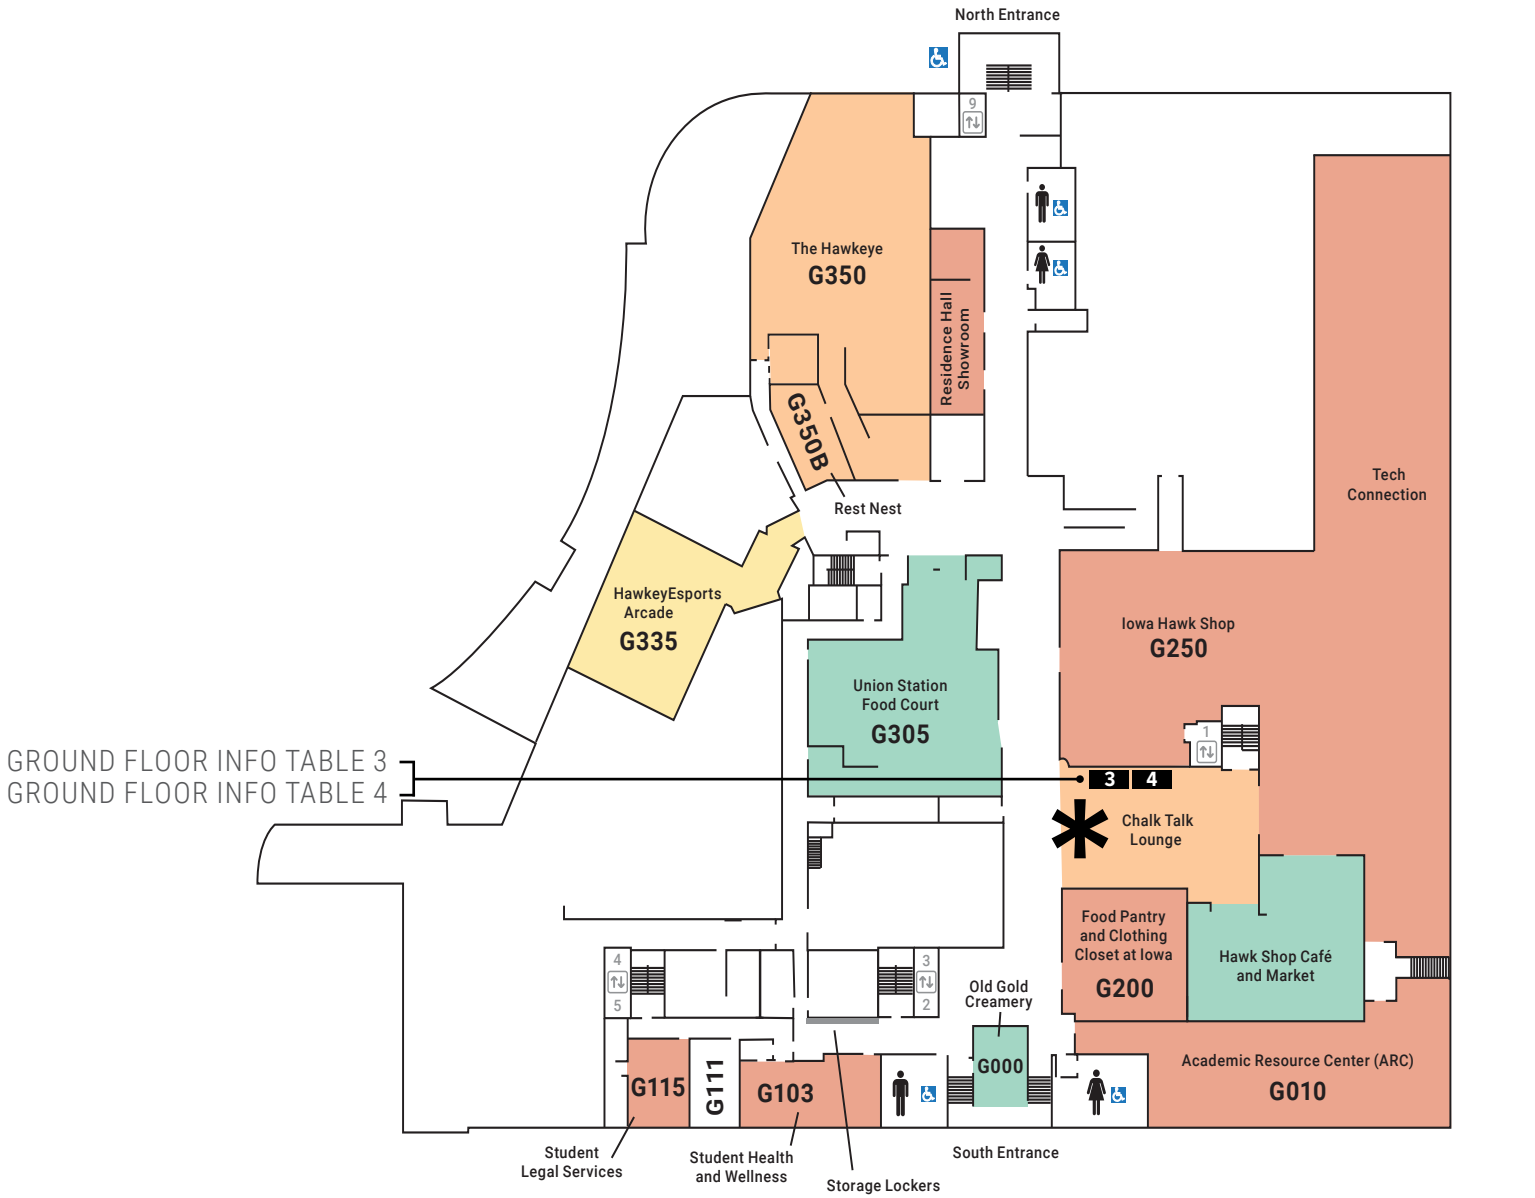 North Entrance
9
The Hawkeye
G350
Residence Hall
Showroom
G350B
Rest Nest
Tech
Connection
HawkeyEsports
Arcade
G335
Iowa Hawk Shop
G250
Union Station
Food Court
G305
1
GROUND FLOOR INFO TABLE 3
GROUND FLOOR INFO TABLE 4
3 4
Chalk Talk
Lounge
Food Pantry
and Clothing
Closet at Iowa
G200
Hawk Shop Café
and Market
4
5
3
2
Old Gold
Creamery
G000
G115
G111
G103
Academic Resource Center (ARC)
G010
Student
Legal Services
Student Health
and Wellness
Storage Lockers
South Entrance